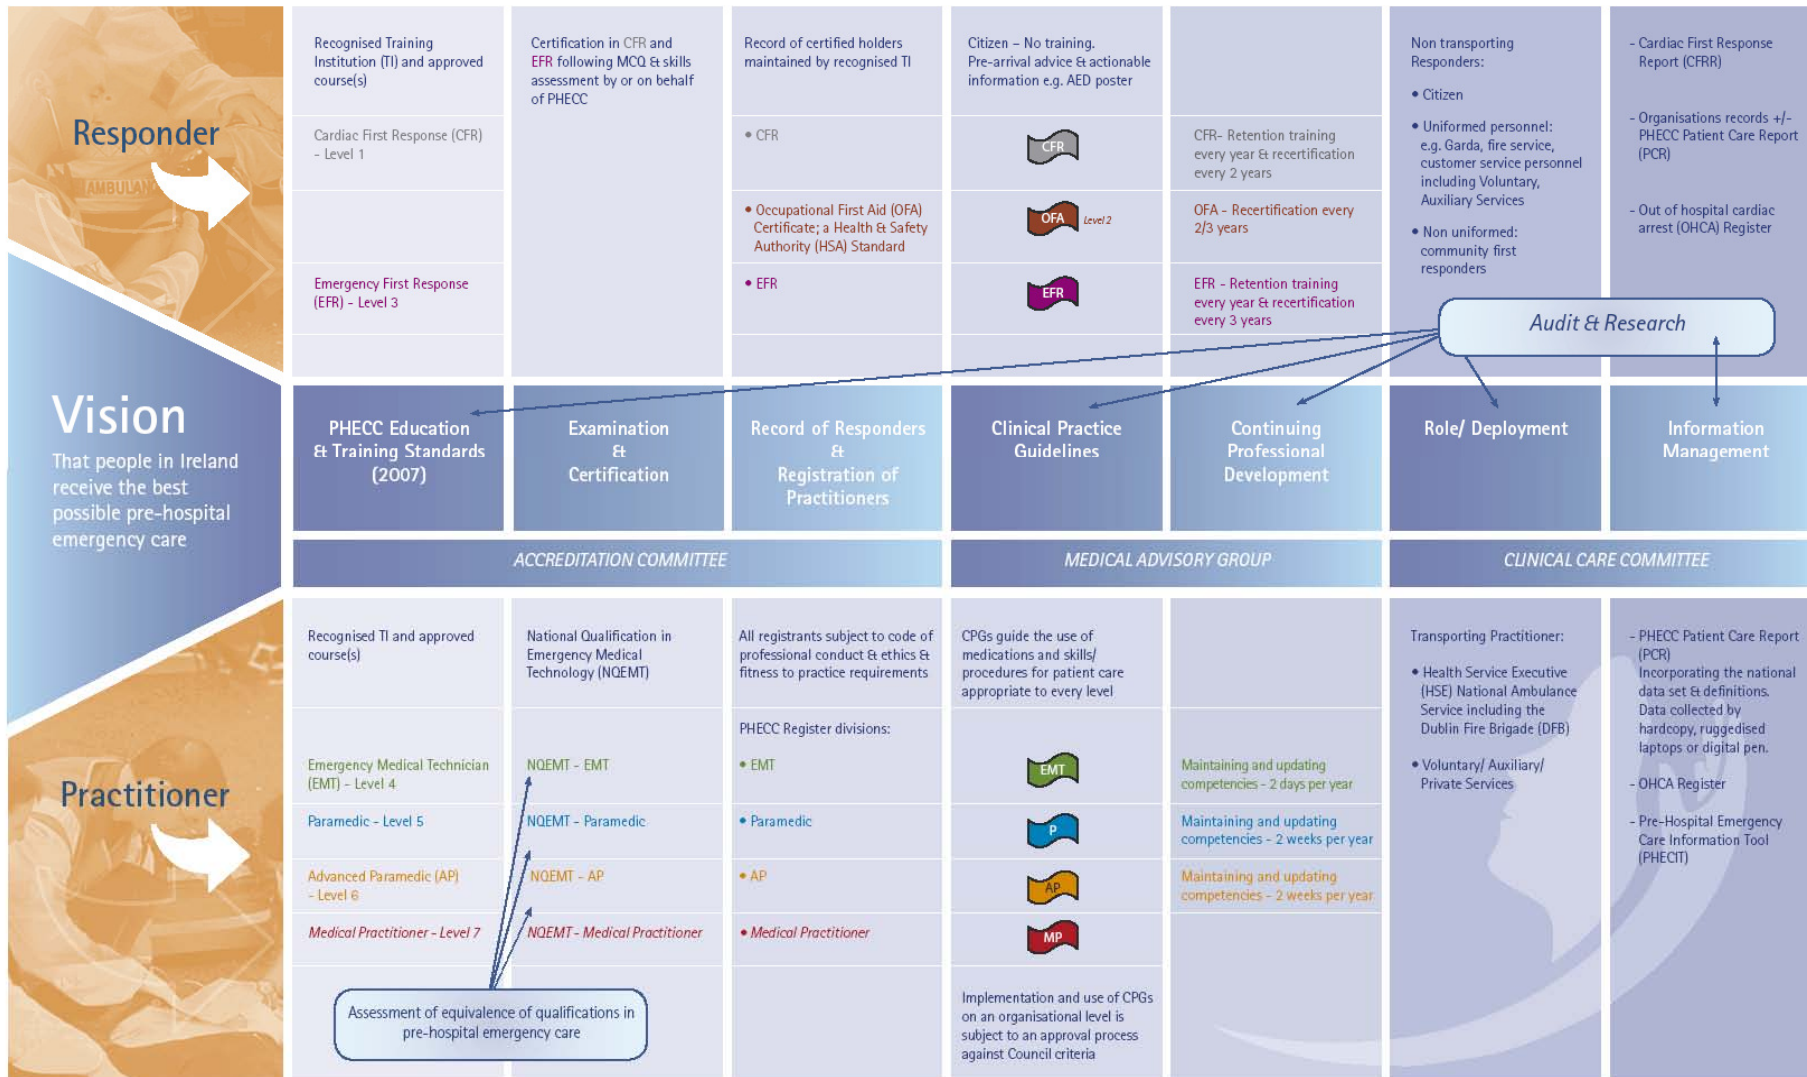 Responder
Recognised Training
Institution (TI) and approved
course(s)
Cardiac First Response (CFR)
- Level 1
Emergency First Response
(EFR) - Level 3
Certification in CFR and
EFR following MCQ & skills
assessment by or on behalf
of PHECC
Record of certified holders
maintained by recognised TI
• CFR
• Occupational First Aid (OFA)
Certificate; a Health & Safety
Authority (HSA) Standard
• EFR
Citizen – No training.
Pre-arrival advice & actionable
information e.g. AED poster
CFR
OFA Level 2
EFR
CFR- Retention training
every year & recertification
every 2 years
OFA - Recertification every
2/3 years
EFR - Retention training
every year & recertification
every 3 years
Non transporting
Responders:
• Citizen
• Uniformed personnel:
e.g. Garda, fire service,
customer service personnel
including Voluntary,
Auxiliary Services
• Non uniformed:
community first
responders
- Cardiac First Response
Report (CFRR)
- Organisations records +/-
PHECC Patient Care Report
(PCR)
- Out of hospital cardiac
arrest (OHCA) Register
Audit & Research
AMBULAN
Vision
That people in Ireland
receive the best
possible pre-hospital
emergency care
PHECC Education
& Training Standards
(2007)
Examination
&
Certification
Record of Responders
&
Registration of
Practitioners
Clinical Practice
Guidelines
Continuing
Professional
Development
Role/ Deployment
Information
Management
ACCREDITATION COMMITTEE
MEDICAL ADVISORY GROUP
CLINICAL CARE COMMITTEE
Practitioner
Recognised TI and approved
course(s)
Emergency Medical Technician
(EMT) - Level 4
Paramedic - Level 5
Advanced Paramedic (AP)
- Level 6
Medical Practitioner - Level 7
National Qualification in
Emergency Medical
Technology (NQEMT)
NQEMT - EMT
NQEMT - Paramedic
NQEMT - AP
NQEMT - Medical Practitioner
Assessment of equivalence of qualifications in
pre-hospital emergency care
All registrants subject to code of
professional conduct & ethics &
fitness to practice requirements
PHECC Register divisions:
• EMT
• Paramedic
• AP
• Medical Practitioner
CPGs guide the use of
medications and skills/
procedures for patient care
appropriate to every level
EMT
P
AP
MP
Implementation and use of CPGs
on an organisational level is
subject to an approval process
against Council criteria
Maintaining and updating
competencies - 2 days per year
Maintaining and updating
competencies - 2 weeks per year
Maintaining and updating
competencies - 2 weeks per year
Transporting Practitioner:
• Health Service Executive
(HSE) National Ambulance
Service including the
Dublin Fire Brigade (DFB)
• Voluntary/ Auxiliary/
Private Services
- PHECC Patient Care Report
(PCR)
Incorporating the national
data set & definitions.
Data collected by
hardcopy, ruggedised
laptops or digital pen.
- OHCA Register
- Pre-Hospital Emergency
Care Information Tool
(PHECIT)